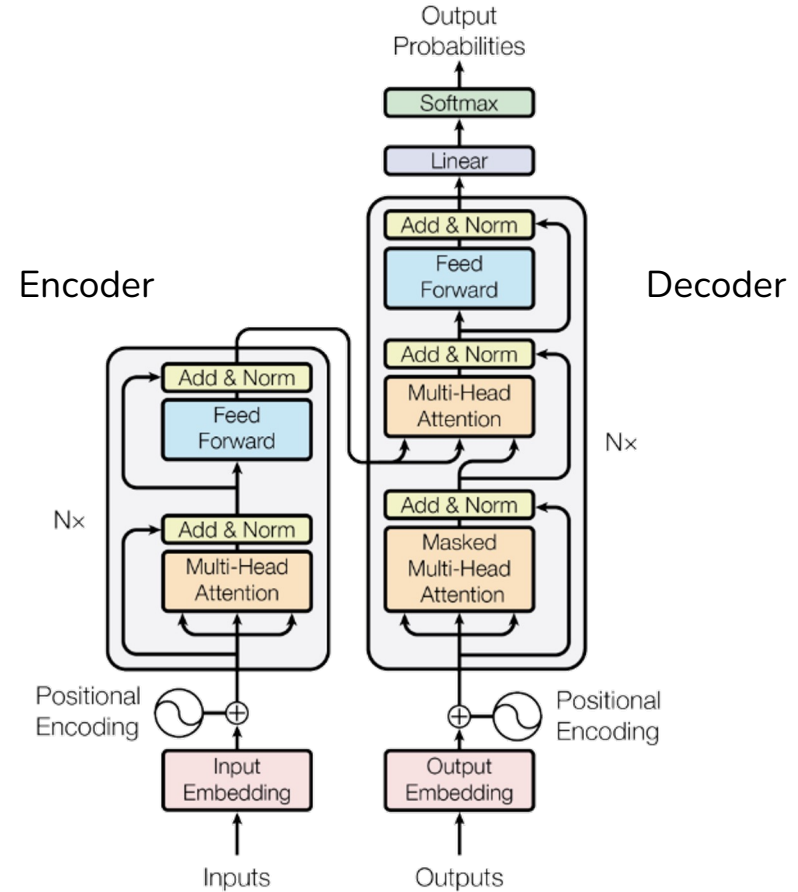 Output
Probabilities
Softmax
Linear
Add & Norm
Feed
Forward
Add & Norm
Multi-Head
Attention
Add & Norm
Masked
Multi-Head
Attention
Nx
Decoder
Positional
Encoding
Output
Embedding
Outputs
Encoder
Add & Norm
Feed
Forward
Add & Norm
Multi-Head
Attention
Nx
Positional
Encoding
Input
Embedding
Inputs